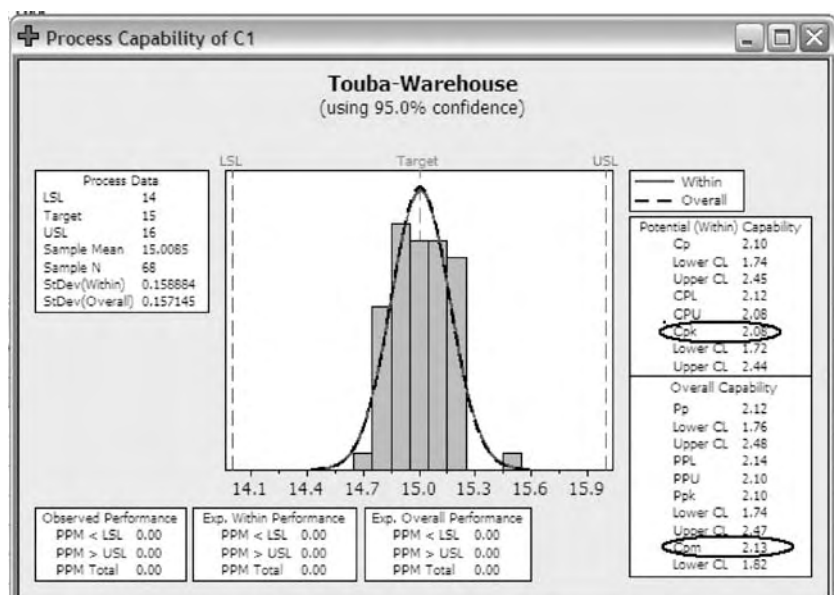 Process Capability of C1
Touba-Warehouse
(using 95.0% confidence)
LSL Target USL
Process Data
LSL 14
Target 15
USL 16
Sample Mean 15.0085
Sample N 68
StDev(Within) 0.158884
StDev(Overall) 0.157145
Within
Overall
Potential (Within) Capability
Cp 2.10
Lower CL 1.74
Upper CL 2.45
CPL 2.12
CPU 2.08
Cpk 2.08
Lower CL 1.72
Upper CL 2.44
Overall Capability
Pp 2.12
Lower CL 1.76
Upper CL 2.48
PPL 2.14
PPU 2.10
Ppk 2.10
Lower CL 1.74
Upper CL 2.47
Cpm 2.13
Lower CL 1.82
14.1 14.4 14.7 15.0 15.3 15.6 15.9
Observed Performance
PPM < LSL 0.00
PPM > USL 0.00
PPM Total 0.00
Exp. Within Performance
PPM < LSL 0.00
PPM > USL 0.00
PPM Total 0.00
Exp. Overall Performance
PPM < LSL 0.00
PPM > USL 0.00
PPM Total 0.00